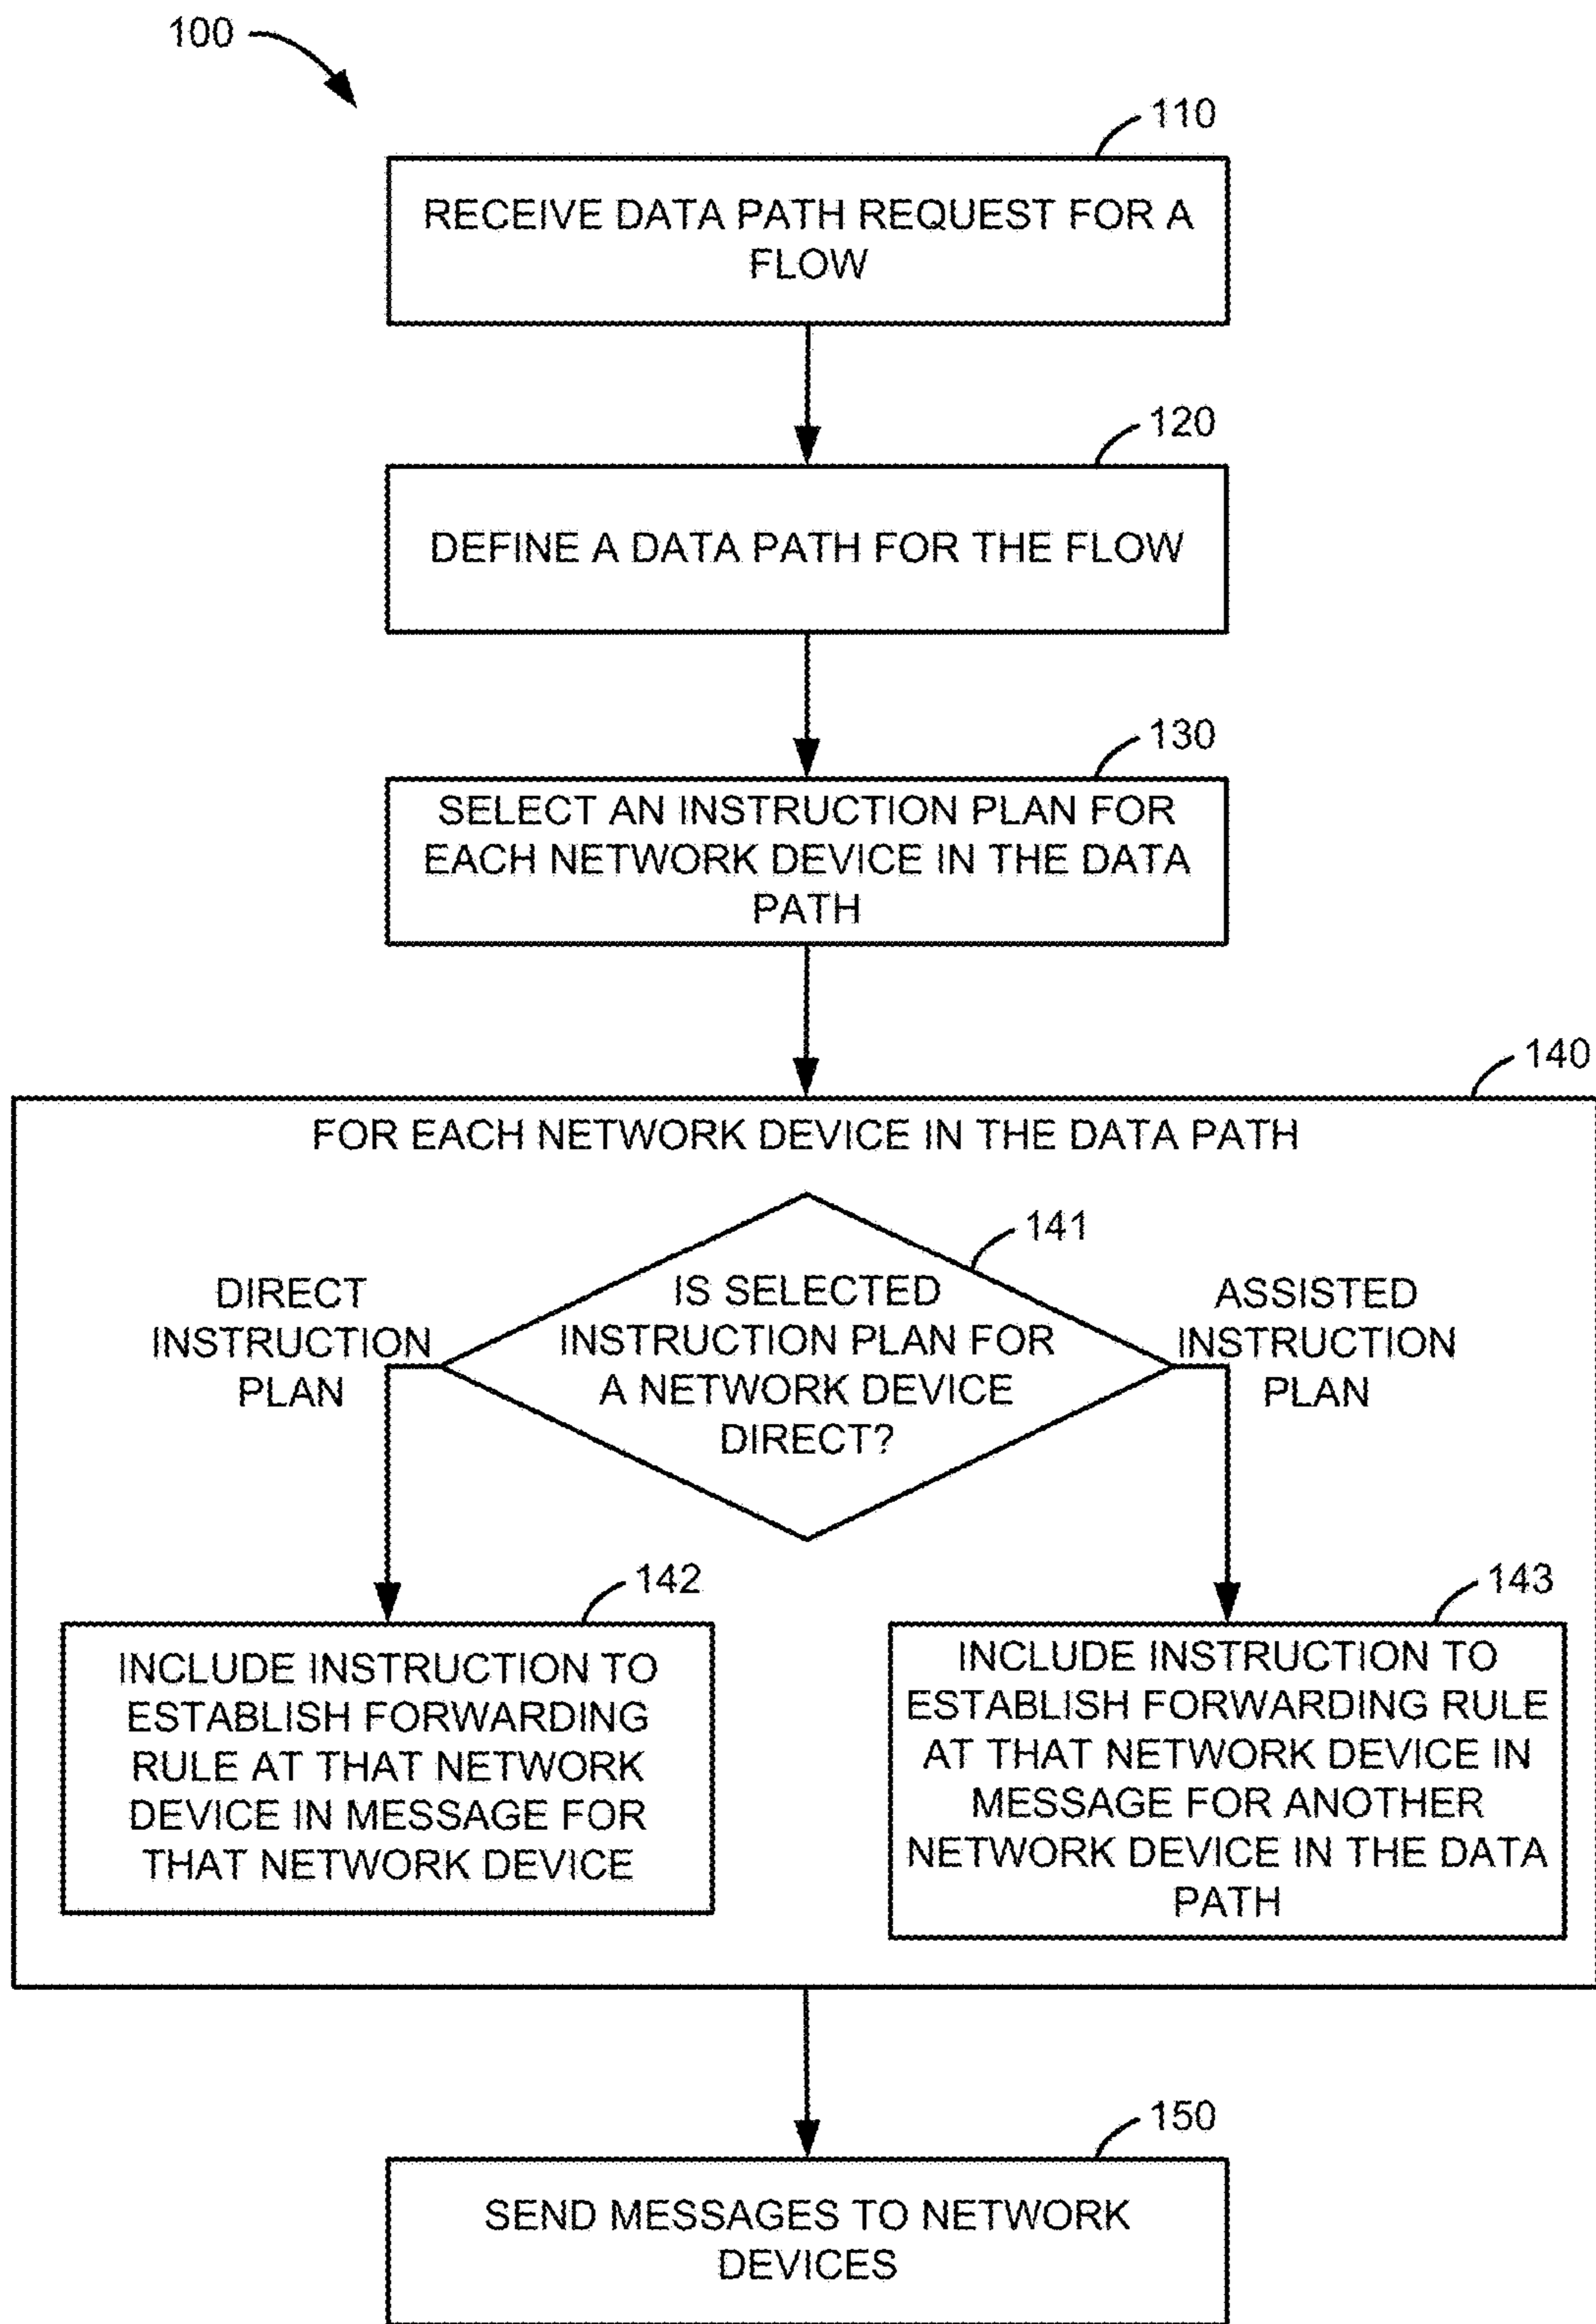 100
110
RECEIVE DATA PATH REQUEST FOR A
FLOW
120
DEFINE A DATA PATH FOR THE FLOW
130
SELECT AN INSTRUCTION PLAN FOR
EACH NETWORK DEVICE IN THE DATA
PATH
140
FOR EACH NETWORK DEVICE IN THE DATA PATH
141
DIRECT
INSTRUCTION
PLAN
IS SELECTED
INSTRUCTION PLAN FOR
A NETWORK DEVICE
DIRECT?
ASSISTED
INSTRUCTION
PLAN
142
INCLUDE INSTRUCTION TO
ESTABLISH FORWARDING
RULE AT THAT NETWORK
DEVICE IN MESSAGE FOR
THAT NETWORK DEVICE
143
INCLUDE INSTRUCTION TO
ESTABLISH FORWARDING RULE
AT THAT NETWORK DEVICE IN
MESSAGE FOR ANOTHER
NETWORK DEVICE IN THE DATA
PATH
150
SEND MESSAGES TO NETWORK
DEVICES